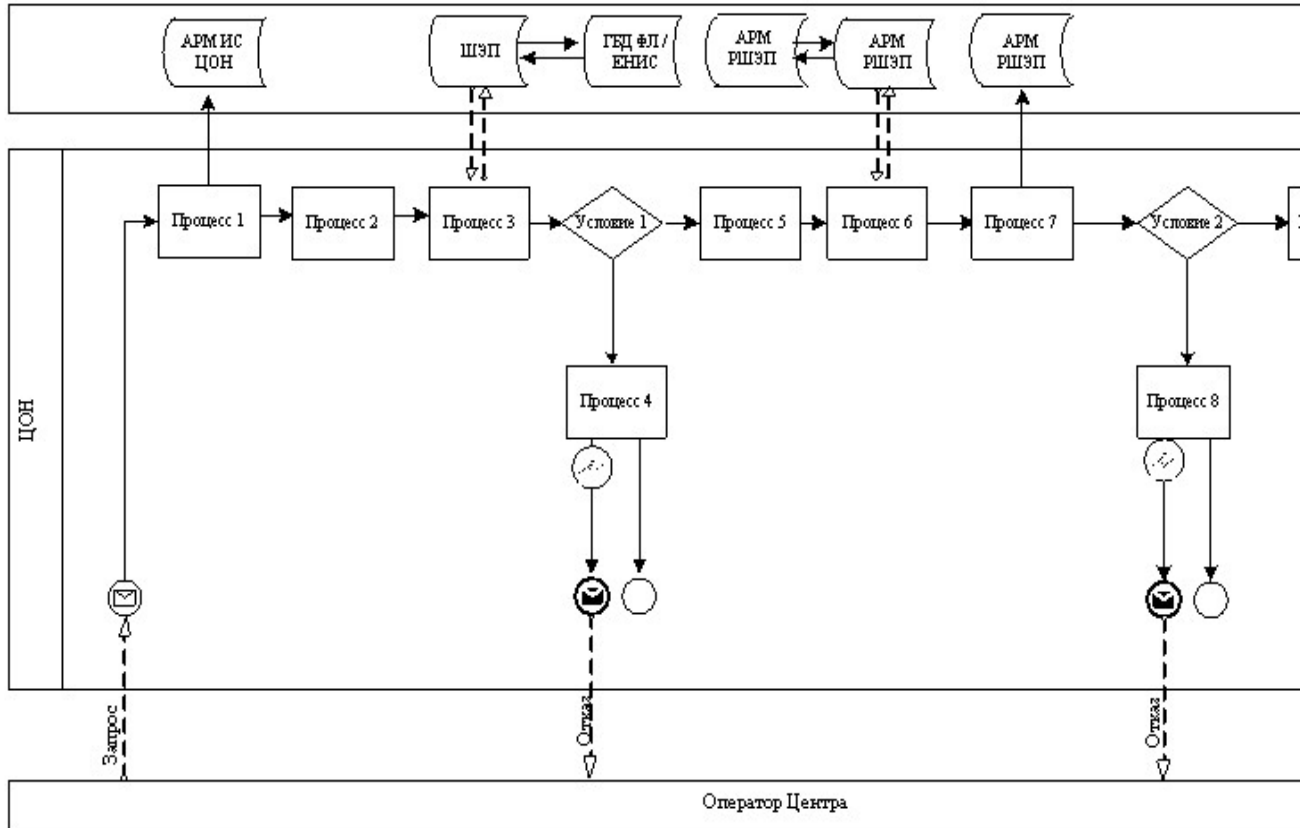 АРМ ИС
ЦОН
ШЭП
ГБД ФЛ /
ЕНИС
АРМ
РШЭП
АРМ
РШЭП
АРМ
РШЭП
ЦОН
Процесс 1
Процесс 2
Процесс 3
Условие 1
Процесс 5
Процесс 6
Процесс 7
Условие 2
Процесс 4
Процесс 8
Запрос
Отказ
Отказ
Оператор Центра